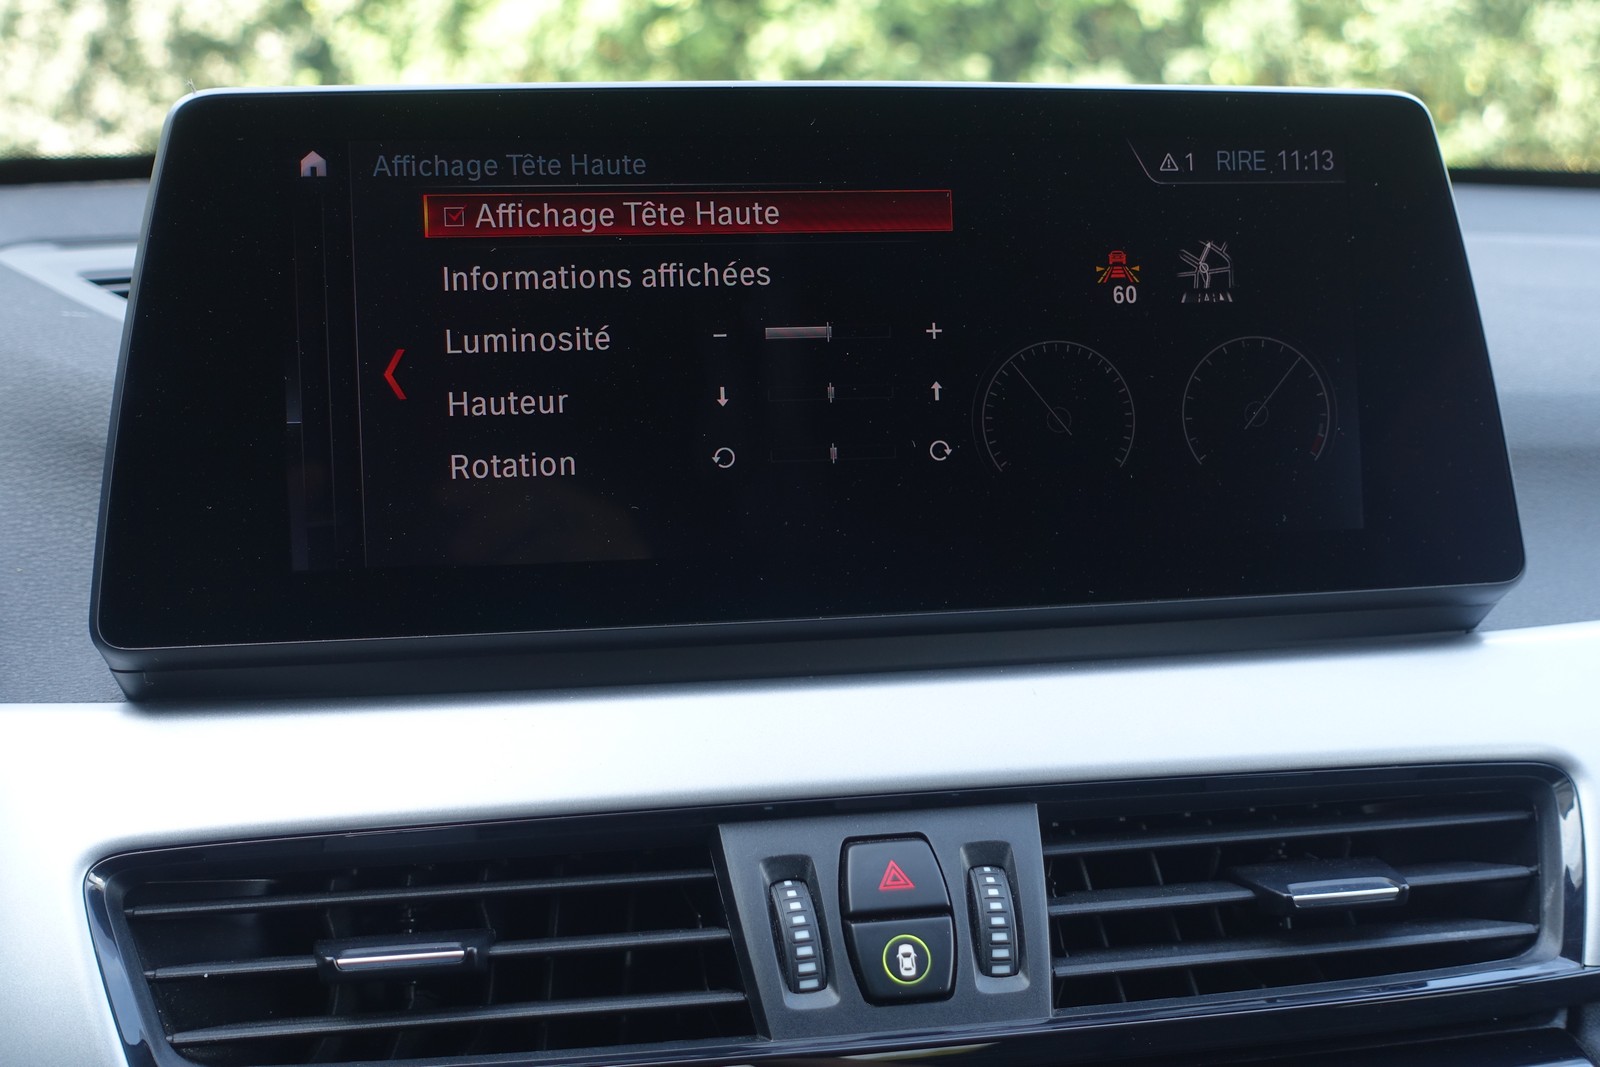 Affichage Tête Haute
1 RIRE 11:13
Affichage Tête Haute
Informations affichées
60
Luminosité - +
Hauteur
Rotation